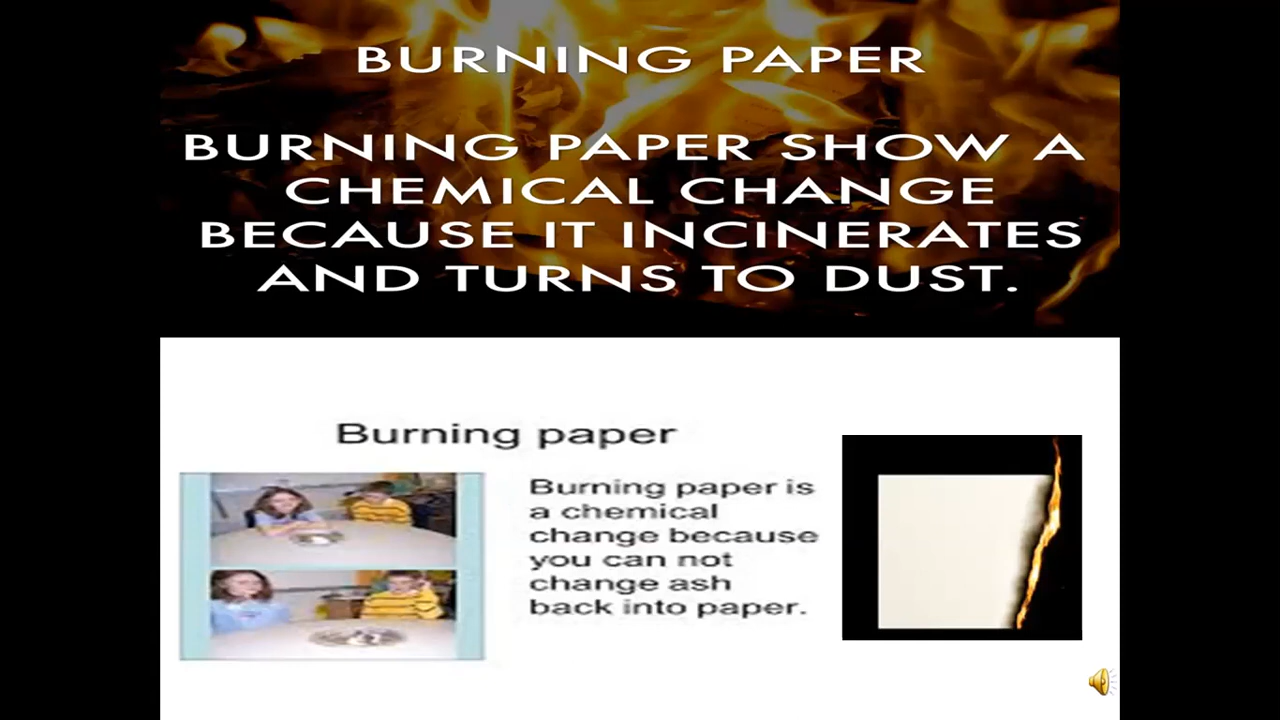 BURNING PAPER
BURNING PAPER SHOW A
CHEMICAL CHANGE
BECAUSE IT INCINERATES
AND TURNS TO DUST.
Burning paper
Burning paper is
a chemical
change because
you can not
change ash
back into paper.